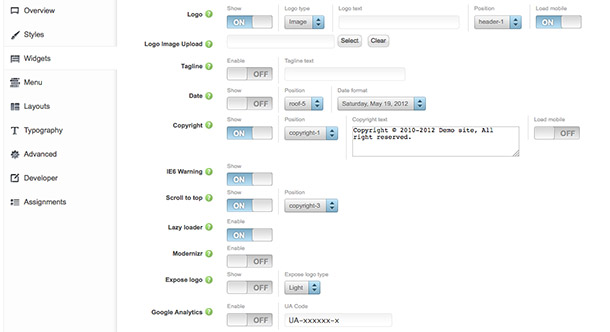 Overview
Styles
Widgets
Menu
Layouts
Typography
Advanced
Developer
Assignments
Logo ? Show ON OFF Logo type Image Logo text Position header-1 Load mobile ON
Logo Image Upload ? Select Clear
Tagline ? Enable OFF Tagline text
Date ? Show OFF Position roof-5 Date format Saturday, May 19, 2012
Copyright ? Show ON Position copyright-1 Copyright text Load mobile OFF
Copyright © 2010-2012 Demo site, All
right reserved.
IE6 Warning ? Show ON
Scroll to top ? Show ON Position copyright-3
Lazy loader ? Enable ON
Modernizr ? Enable OFF
Expose logo ? Show OFF Expose logo type Light
Google Analytics ? Enable OFF UA Code UA-xxxxxx-x